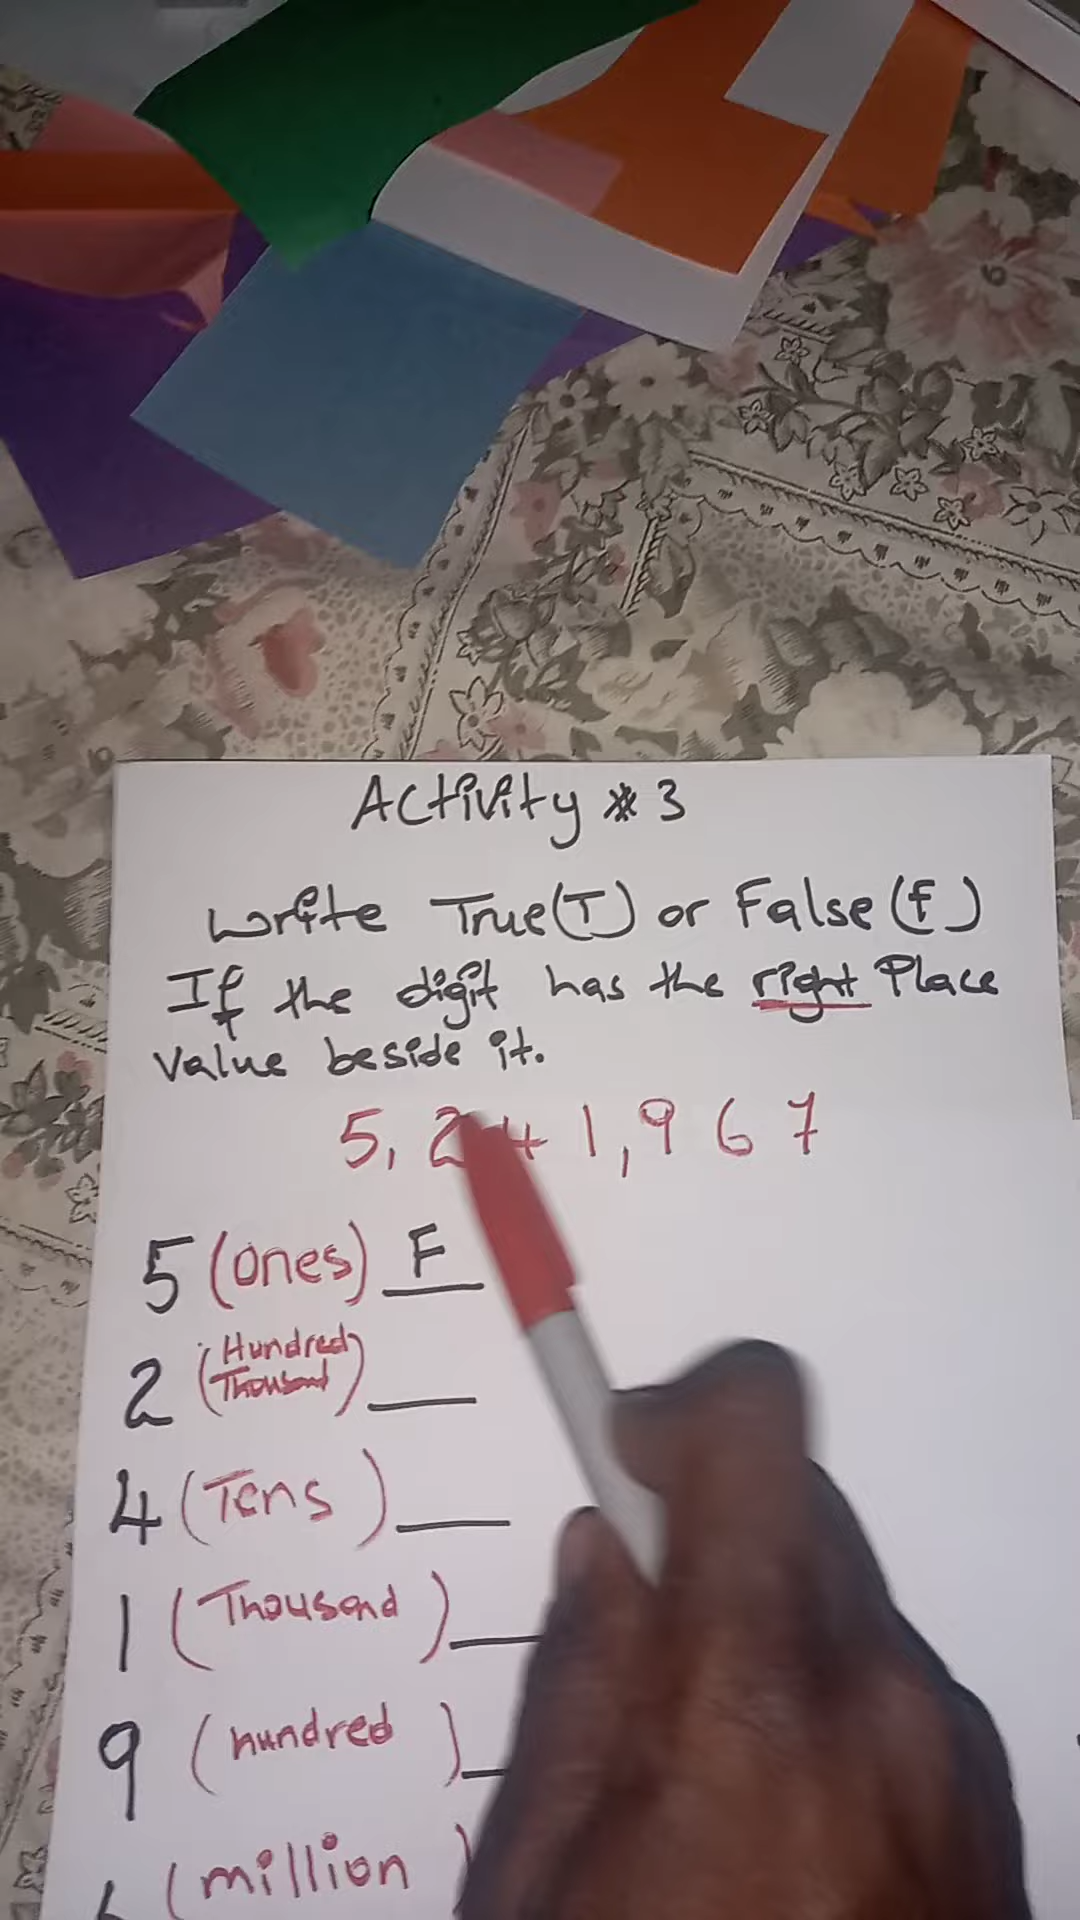 Activity # 3
Write True(T) or False(F)
If the digit has the right Place
Value beside it.
5, 2 4 1, 9 6 7
5 (ones) F
2 (Hundred Thousand)
4 (Tens)
1 (Thousand)
9 (hundred)
(million